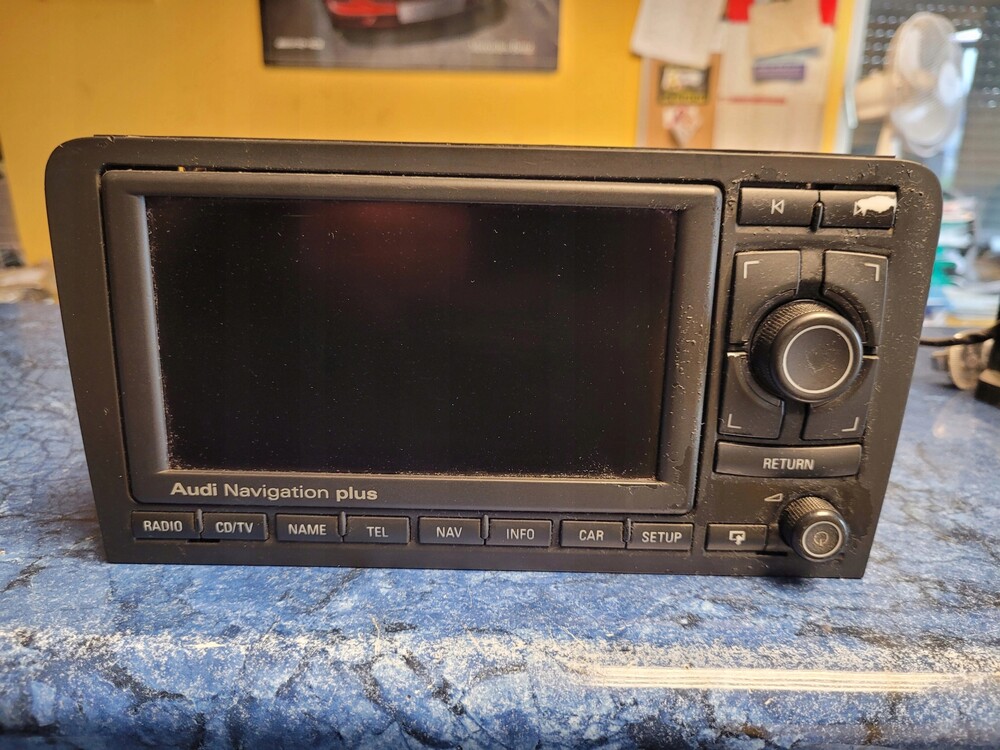 Audi Navigation plus
RADIO
CD/TV
NAME
TEL
NAV
INFO
CAR
SETUP
RETURN